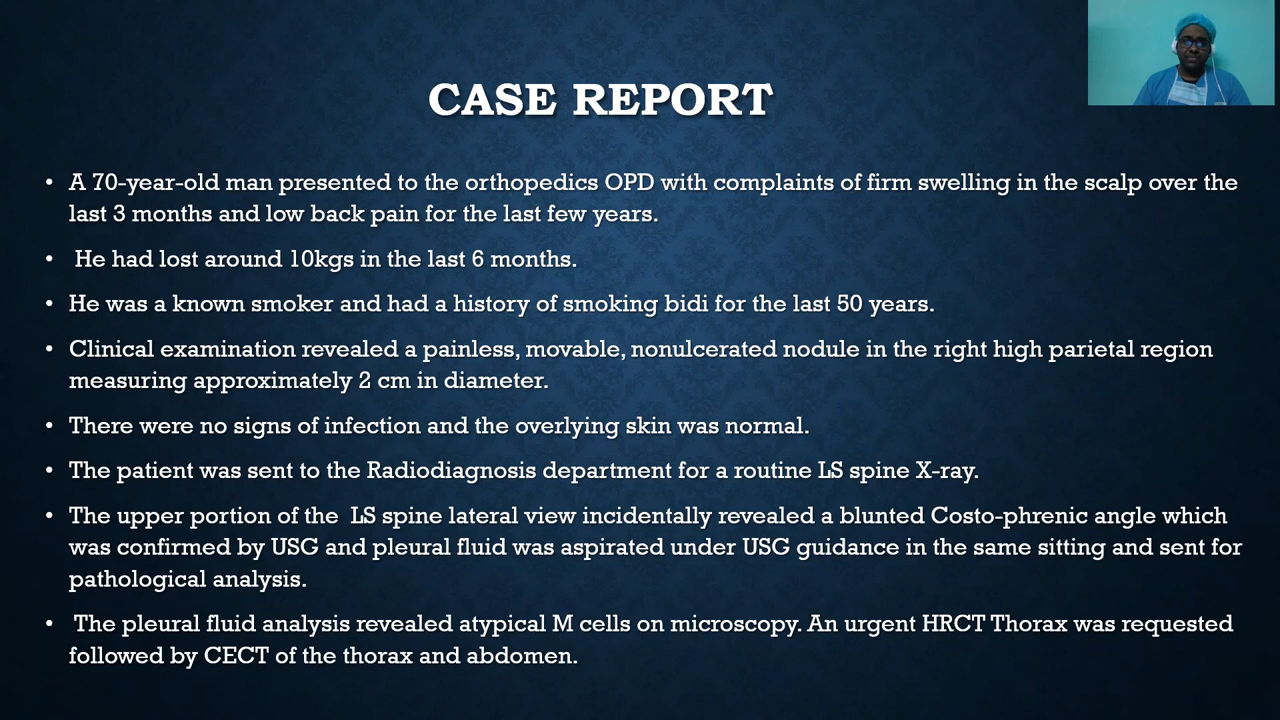 CASE REPORT
• A 70-year-old man presented to the orthopedics OPD with complaints of firm swelling in the scalp over the
last 3 months and low back pain for the last few years.
• He had lost around 10kgs in the last 6 months.
• He was a known smoker and had a history of smoking bidi for the last 50 years.
• Clinical examination revealed a painless, movable, nonulcerated nodule in the right high parietal region
measuring approximately 2 cm in diameter.
• There were no signs of infection and the overlying skin was normal.
• The patient was sent to the Radiodiagnosis department for a routine LS spine X-ray.
• The upper portion of the LS spine lateral view incidentally revealed a blunted Costo-phrenic angle which
was confirmed by USG and pleural fluid was aspirated under USG guidance in the same sitting and sent for
pathological analysis.
• The pleural fluid analysis revealed atypical M cells on microscopy. An urgent HRCT Thorax was requested
followed by CECT of the thorax and abdomen.